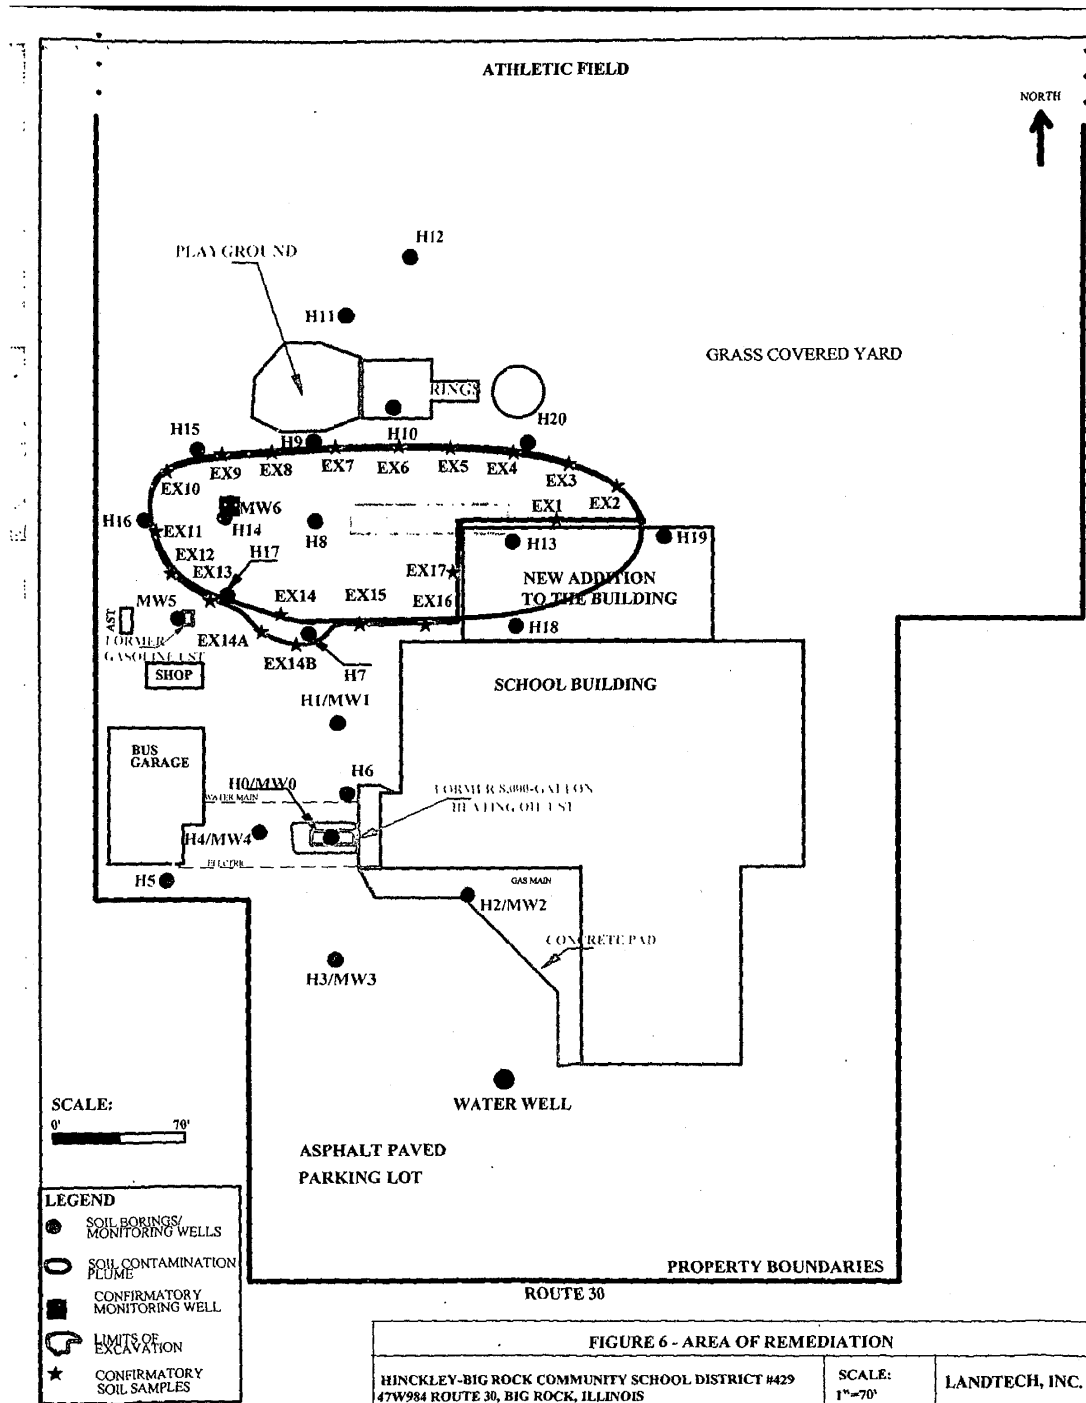 ATHLETIC FIELD
NORTH
H12
PLAYGROUND
H11
GRASS COVERED YARD
RINGS
H20
H15
H9
H10
EX9
EX8
EX7
EX6
EX5
EX4
EX3
EX10
EX2
MW6
EX1
H16
EX11
H14
H8
H13
H19
EX12
H17
EX13
EX17
NEW ADDITION
TO THE BUILDING
MW5
EX14
EX15
EX16
AST
EX14A
H18
FORMER
GASOLINE UST
EX14B
H7
SHOP
SCHOOL BUILDING
H1/MW1
BUS
GARAGE
H6
H0/MW0
FORMER 8,000-GALLON
HEATING OIL UST
WATER MAIN
H4/MW4
ELECTRIC
H5
GAS MAIN
H2/MW2
CONCRETE PAD
H3/MW3
WATER WELL
SCALE:
0' 70'
ASPHALT PAVED
PARKING LOT
LEGEND
SOIL BORINGS/
MONITORING WELLS
SOIL CONTAMINATION
PLUME
CONFIRMATORY
MONITORING WELL
LIMITS OF
EXCAVATION
CONFIRMATORY
SOIL SAMPLES
PROPERTY BOUNDARIES
ROUTE 30
FIGURE 6 - AREA OF REMEDIATION
HINCKLEY-BIG ROCK COMMUNITY SCHOOL DISTRICT #429
47W984 ROUTE 30, BIG ROCK, ILLINOIS
SCALE:
1"=70'
LANDTECH, INC.